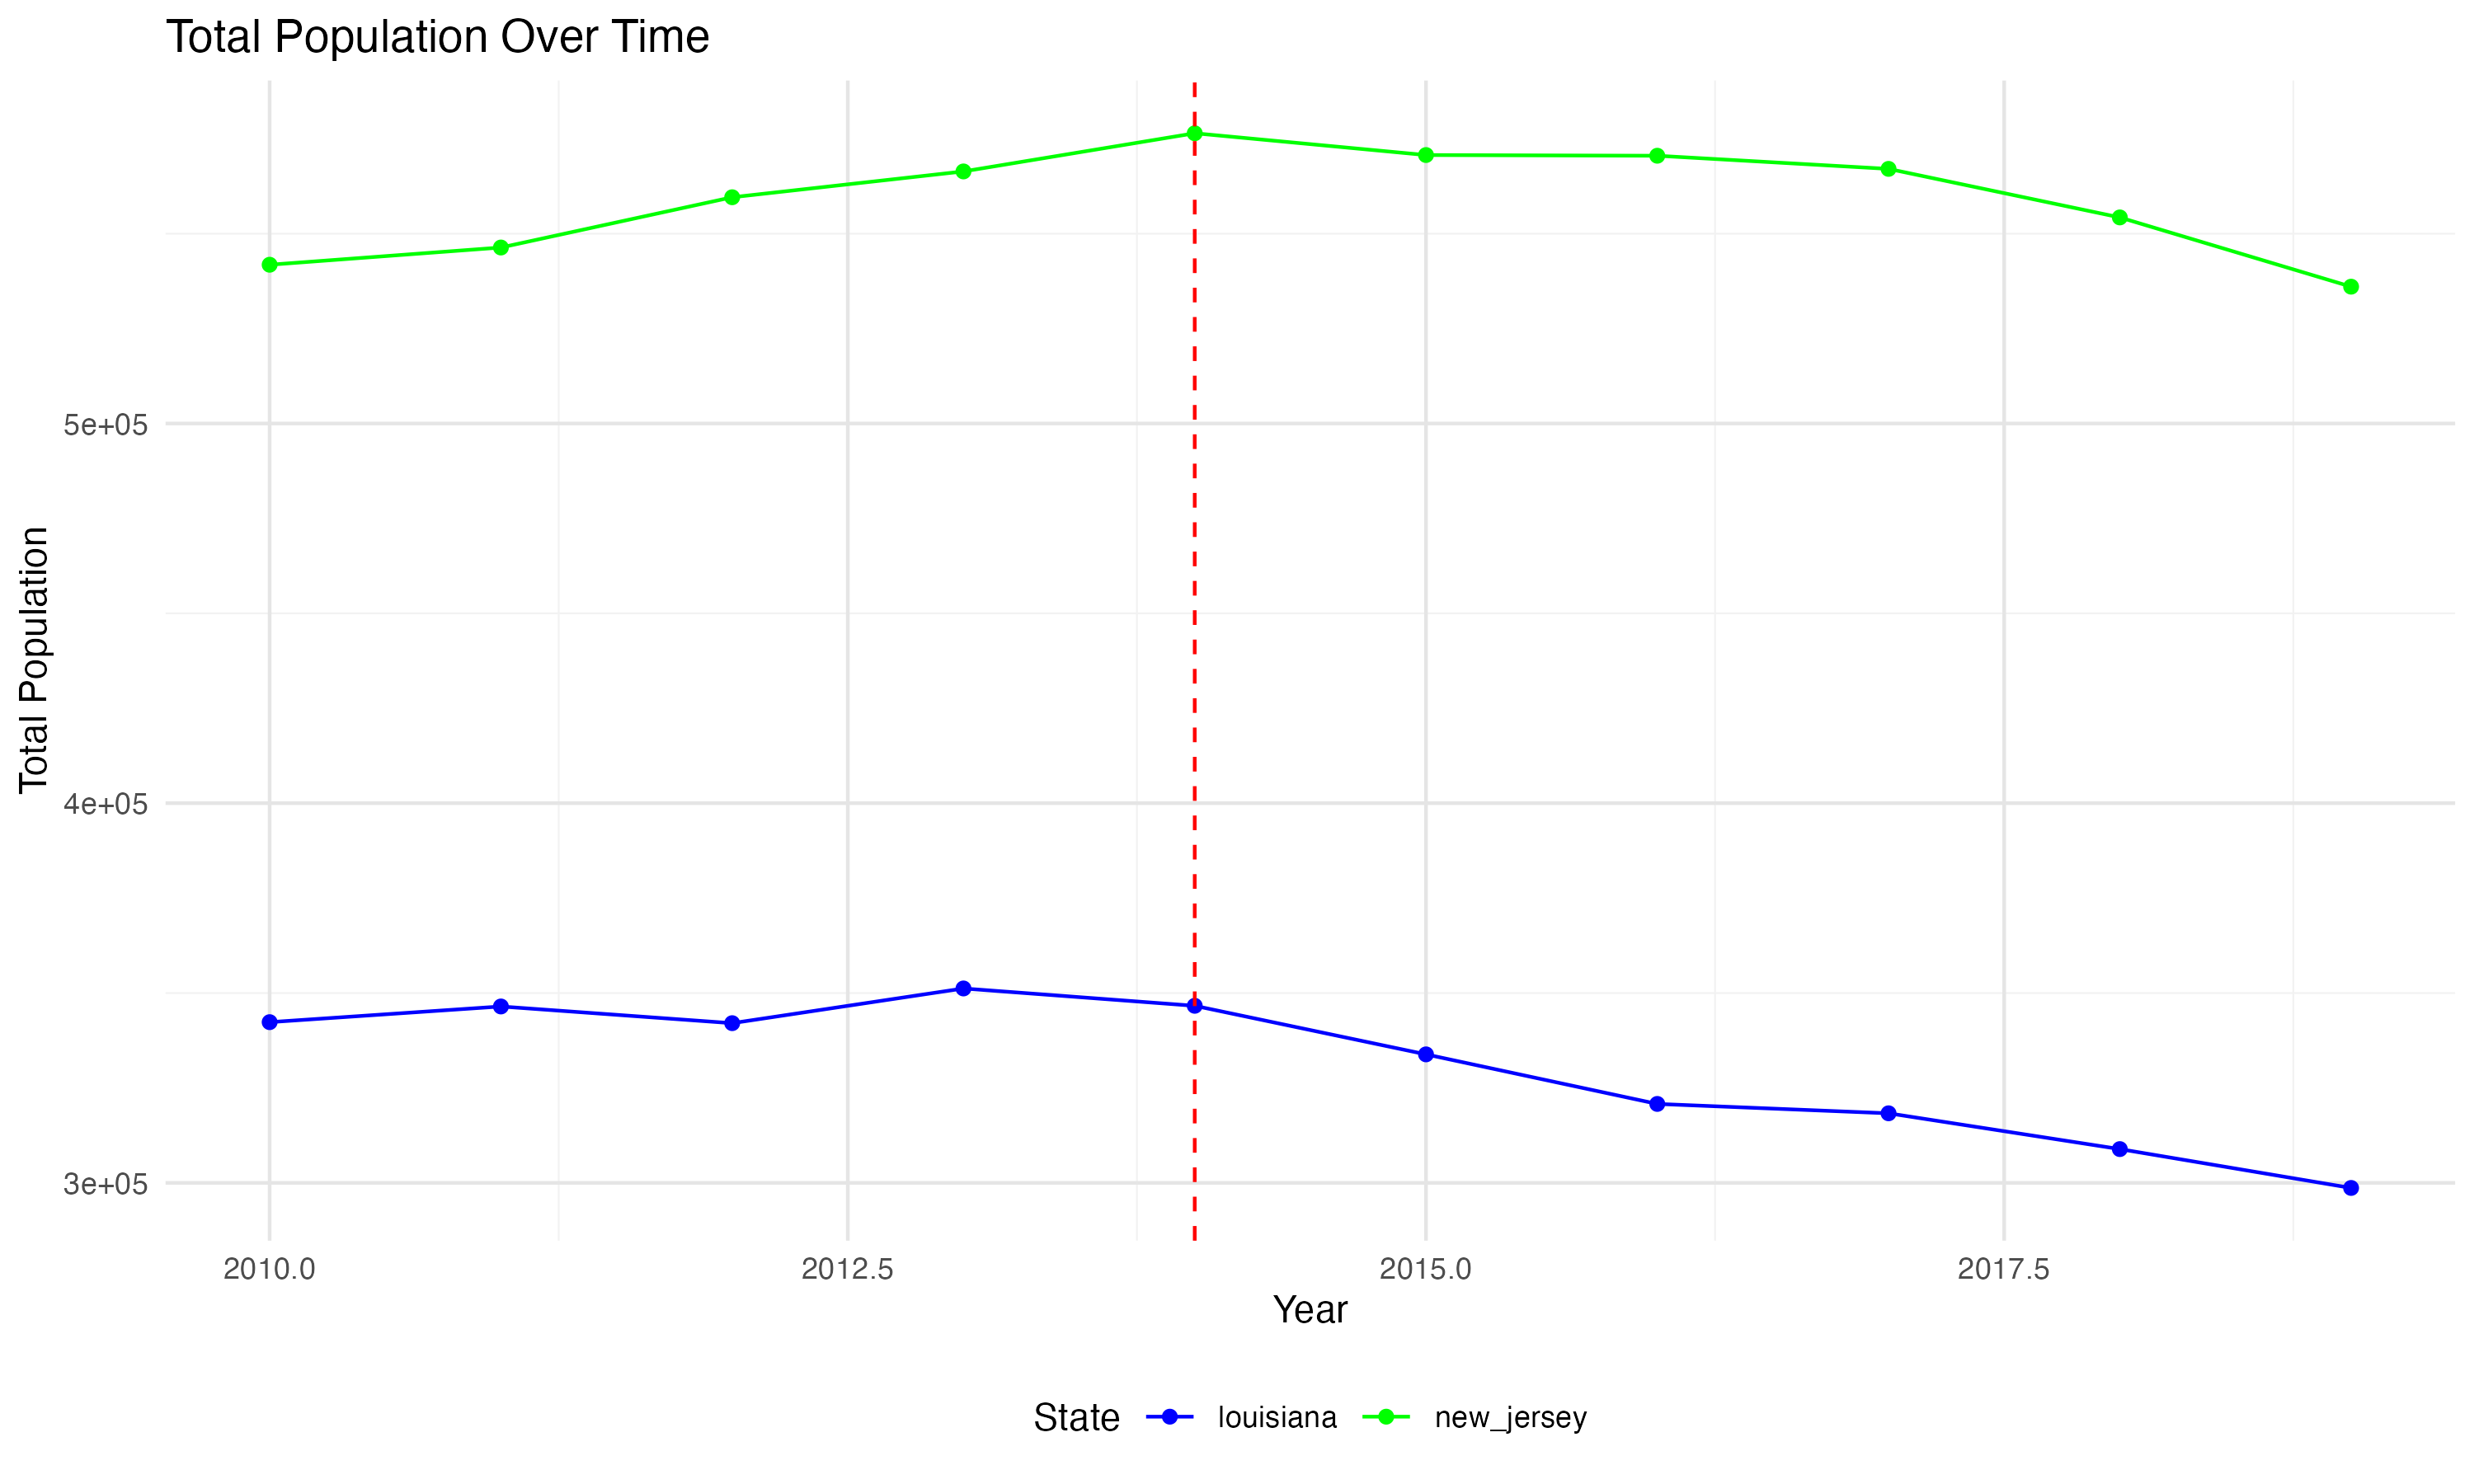 Total Population Over Time
Total Population
5e+05
4e+05
3e+05
2010.0 2012.5 2015.0 2017.5
Year
State louisiana new_jersey